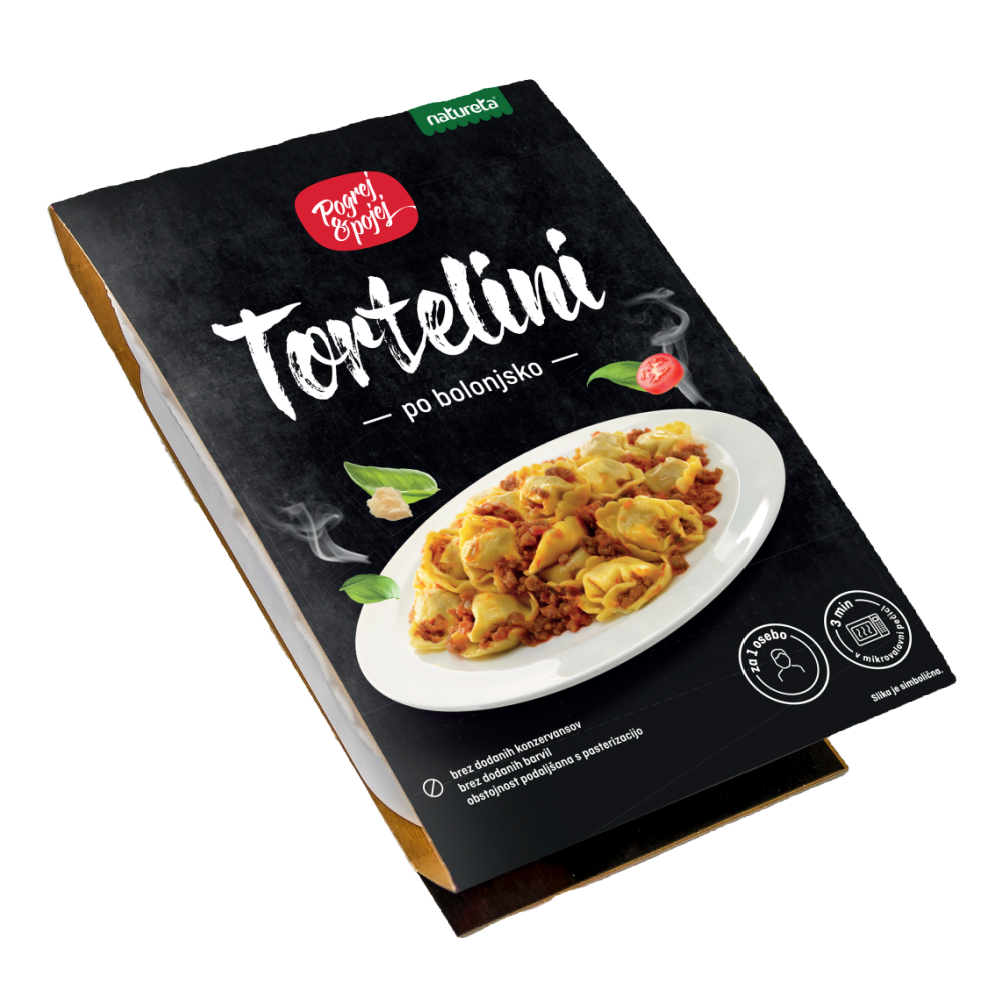 natureta
Pogrej
&pojej
Tortelini
po bolonjsko
za 1 osebo
3 min
v mikrovalovni pečici
Slika je simbolična.
brez dodanih konzervansov
brez dodanih barvil
obstojnost podaljšana s pasterizacijo